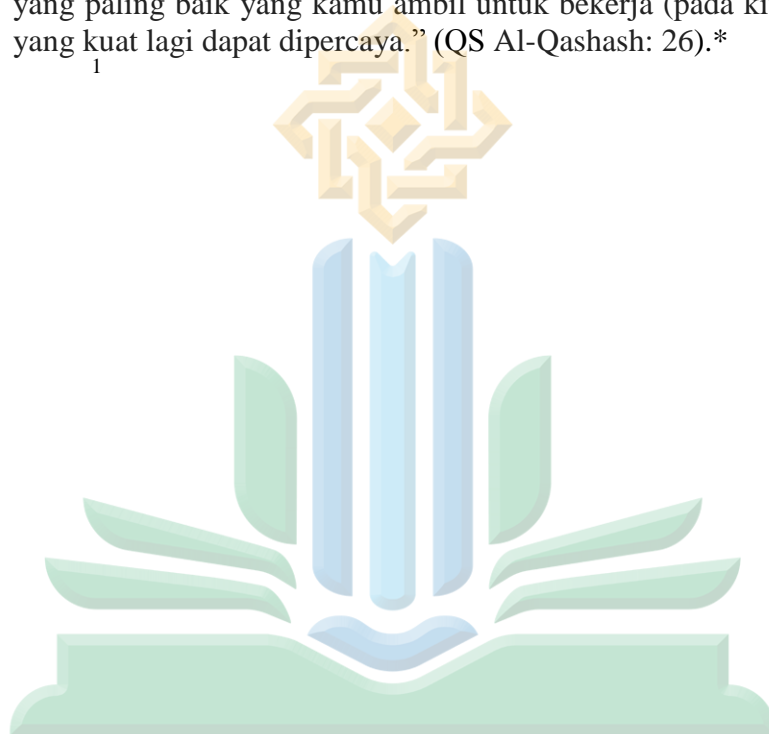 yang paling baik yang kamu ambil untuk bekerja (pada ki
yang kuat lagi dapat dipercaya.” (QS Al-Qashash: 26).*
1